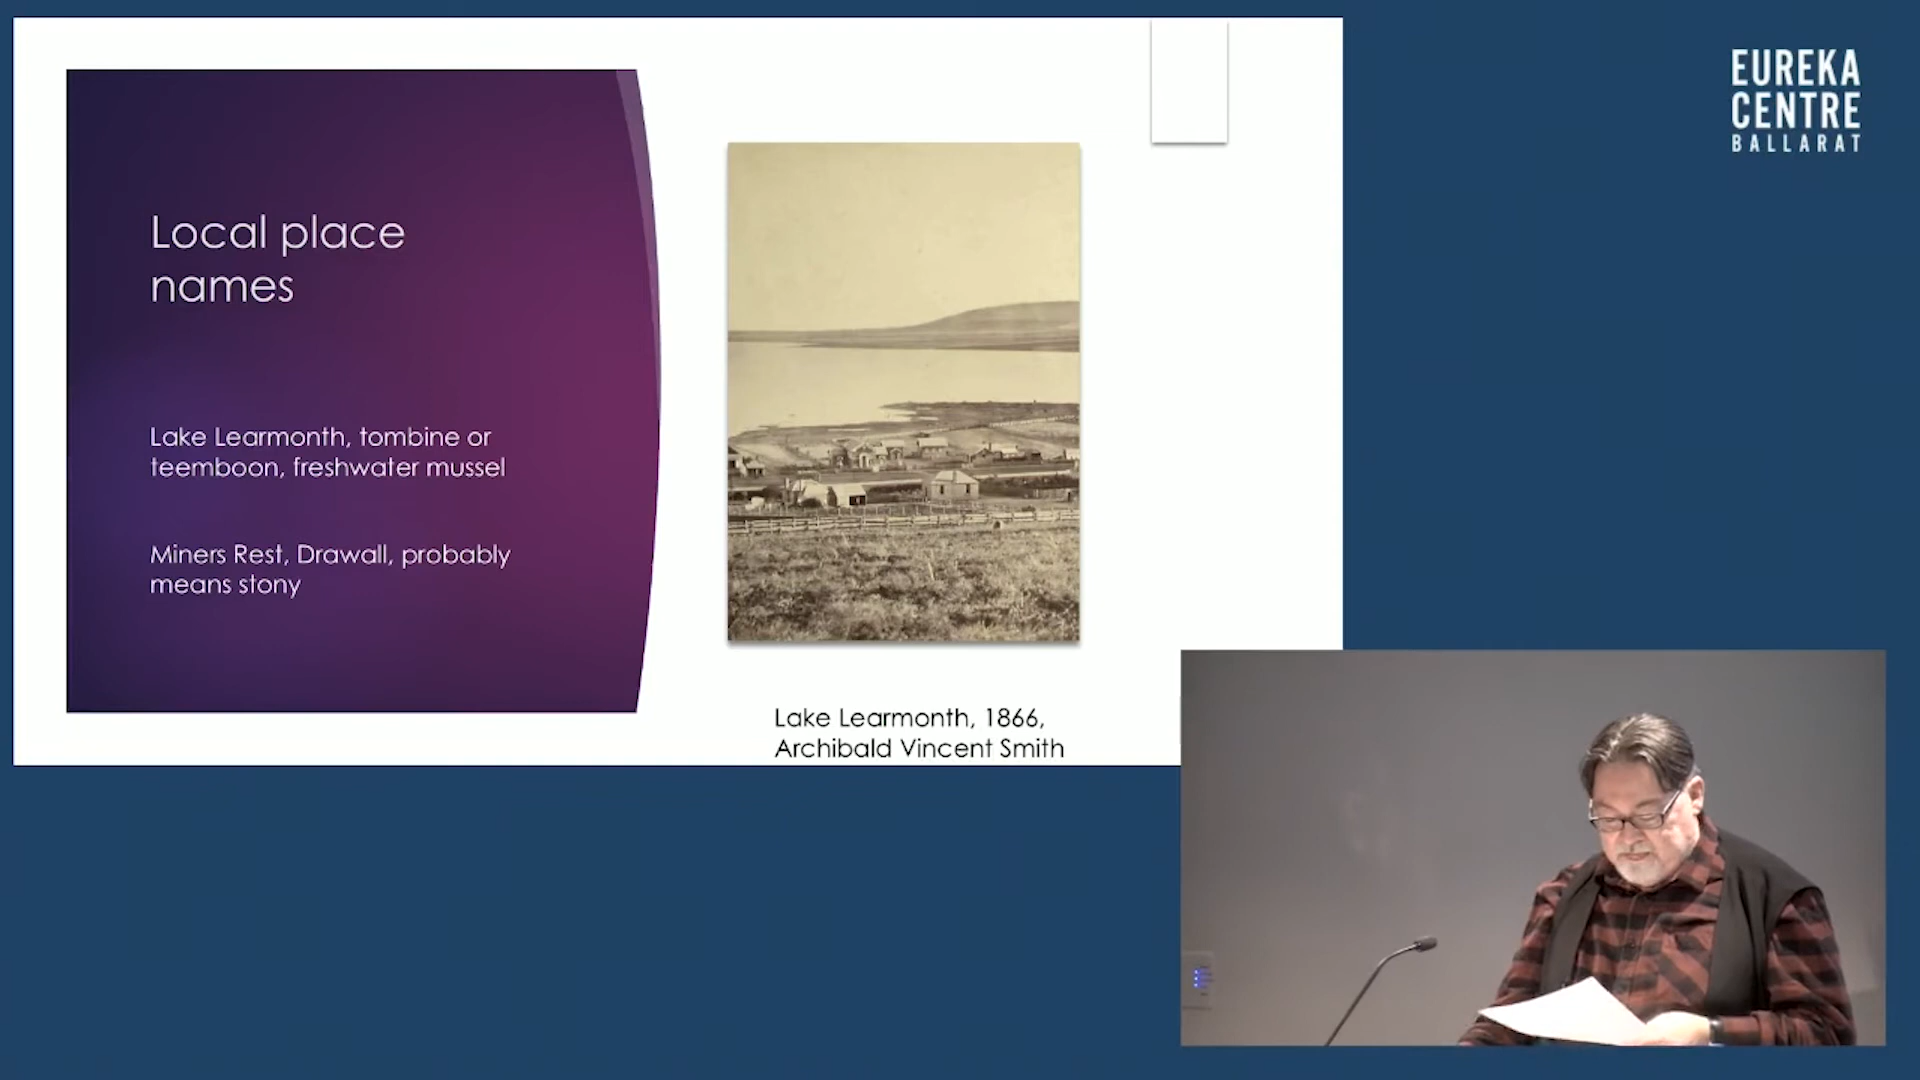 Local place
names
Lake Learmonth, tombine or
teemboon, freshwater mussel
Miners Rest, Drawall, probably
means stony
Lake Learmonth, 1866,
Archibald Vincent Smith
EUREKA
CENTRE
BALLARAT